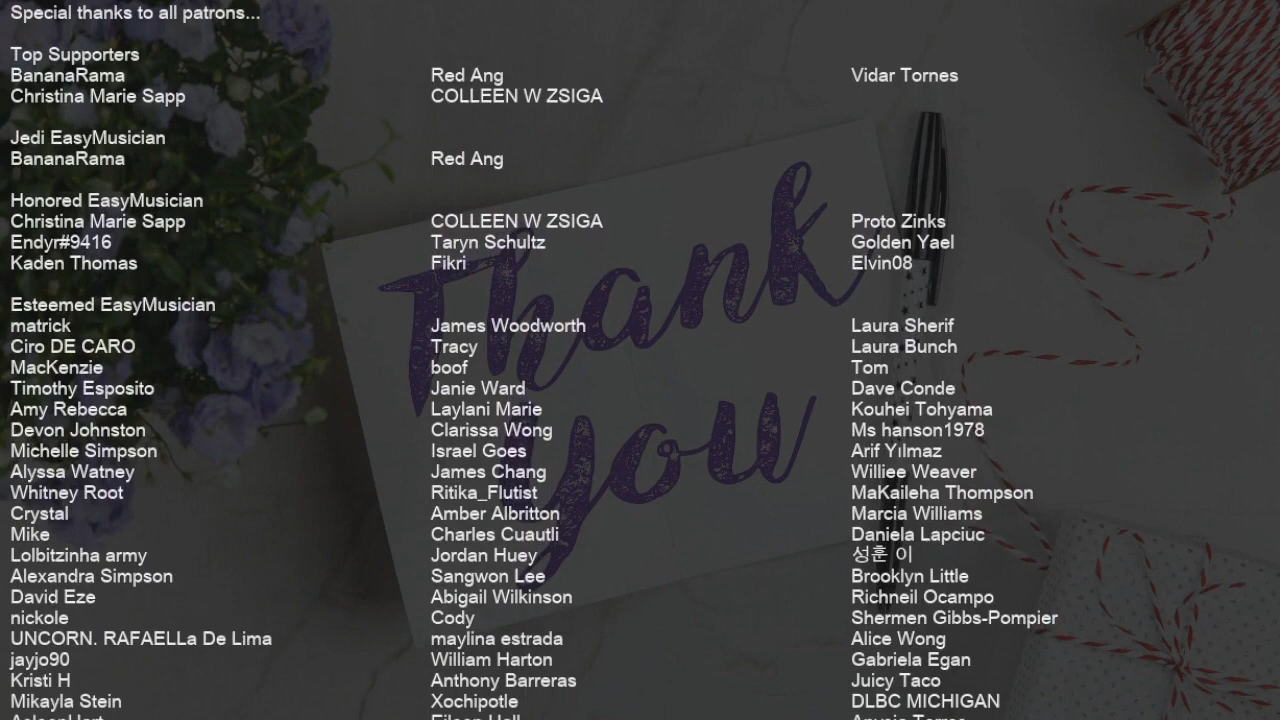 Special thanks to all patrons...
Top Supporters
BananaRama Red Ang Vidar Tornes
Christina Marie Sapp COLLEEN W ZSIGA
Jedi EasyMusician
BananaRama Red Ang
Honored EasyMusician
Christina Marie Sapp COLLEEN W ZSIGA Proto Zinks
Endyr#9416 Taryn Schultz Golden Yael
Kaden Thomas Fikri Elvin08
Esteemed EasyMusician
matrick James Woodworth Laura Sherif
Ciro DE CARO Tracy Laura Bunch
MacKenzie boof Tom
Timothy Esposito Janie Ward Dave Conde
Amy Rebecca Laylani Marie Kouhei Tohyama
Devon Johnston Clarissa Wong Ms hanson1978
Michelle Simpson Israel Goes Arif Yılmaz
Alyssa Watney James Chang Williee Weaver
Whitney Root Ritika_Flutist MaKaileha Thompson
Crystal Amber Albritton Marcia Williams
Mike Charles Cuautli Daniela Lapciuc
Lolbitzinha army Jordan Huey 성훈 이
Alexandra Simpson Sangwon Lee Brooklyn Little
David Eze Abigail Wilkinson Richneil Ocampo
nickole Cody Shermen Gibbs-Pompier
UNCORN. RAFAELLa De Lima maylina estrada Alice Wong
jayjo90 William Harton Gabriela Egan
Kristi H Anthony Barreras Juicy Taco
Mikayla Stein Xochipotle DLBC MICHIGAN
Thank
you